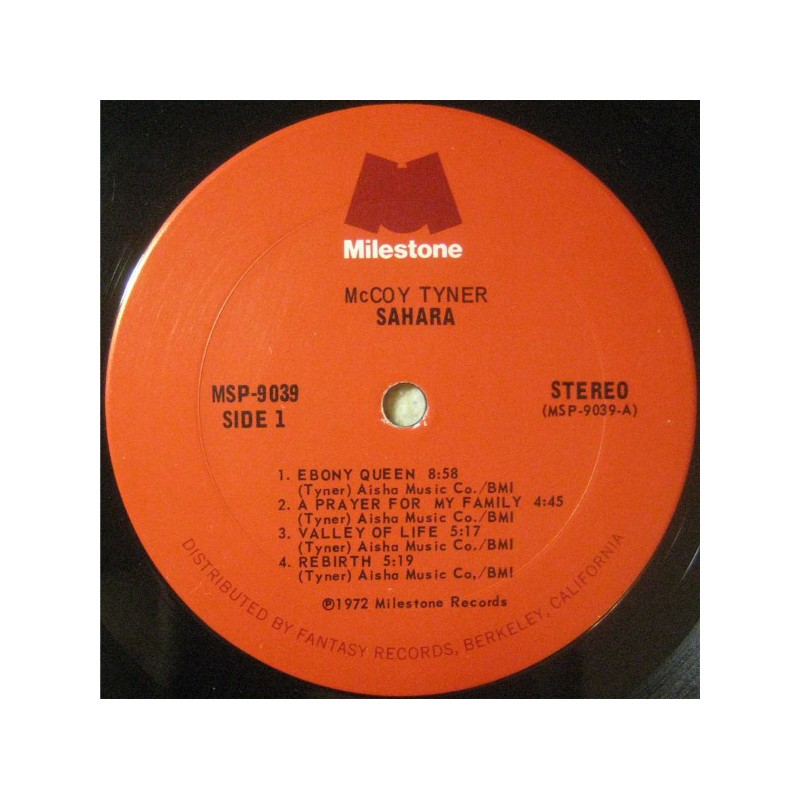 Milestone
McCOY TYNER
SAHARA
MSP-9039
SIDE 1
STEREO
(MSP-9039-A)
1. EBONY QUEEN 8:58
(Tyner) Aisha Music Co./BMI
2. A PRAYER FOR MY FAMILY 4:45
(Tyner) Aisha Music Co./BMI
3. VALLEY OF LIFE 5:17
(Tyner) Aisha Music Co./BMI
4. REBIRTH 5:19
(Tyner) Aisha Music Co,/BMI
℗1972 Milestone Records
DISTRIBUTED BY FANTASY RECORDS, BERKELEY, CALIFORNIA